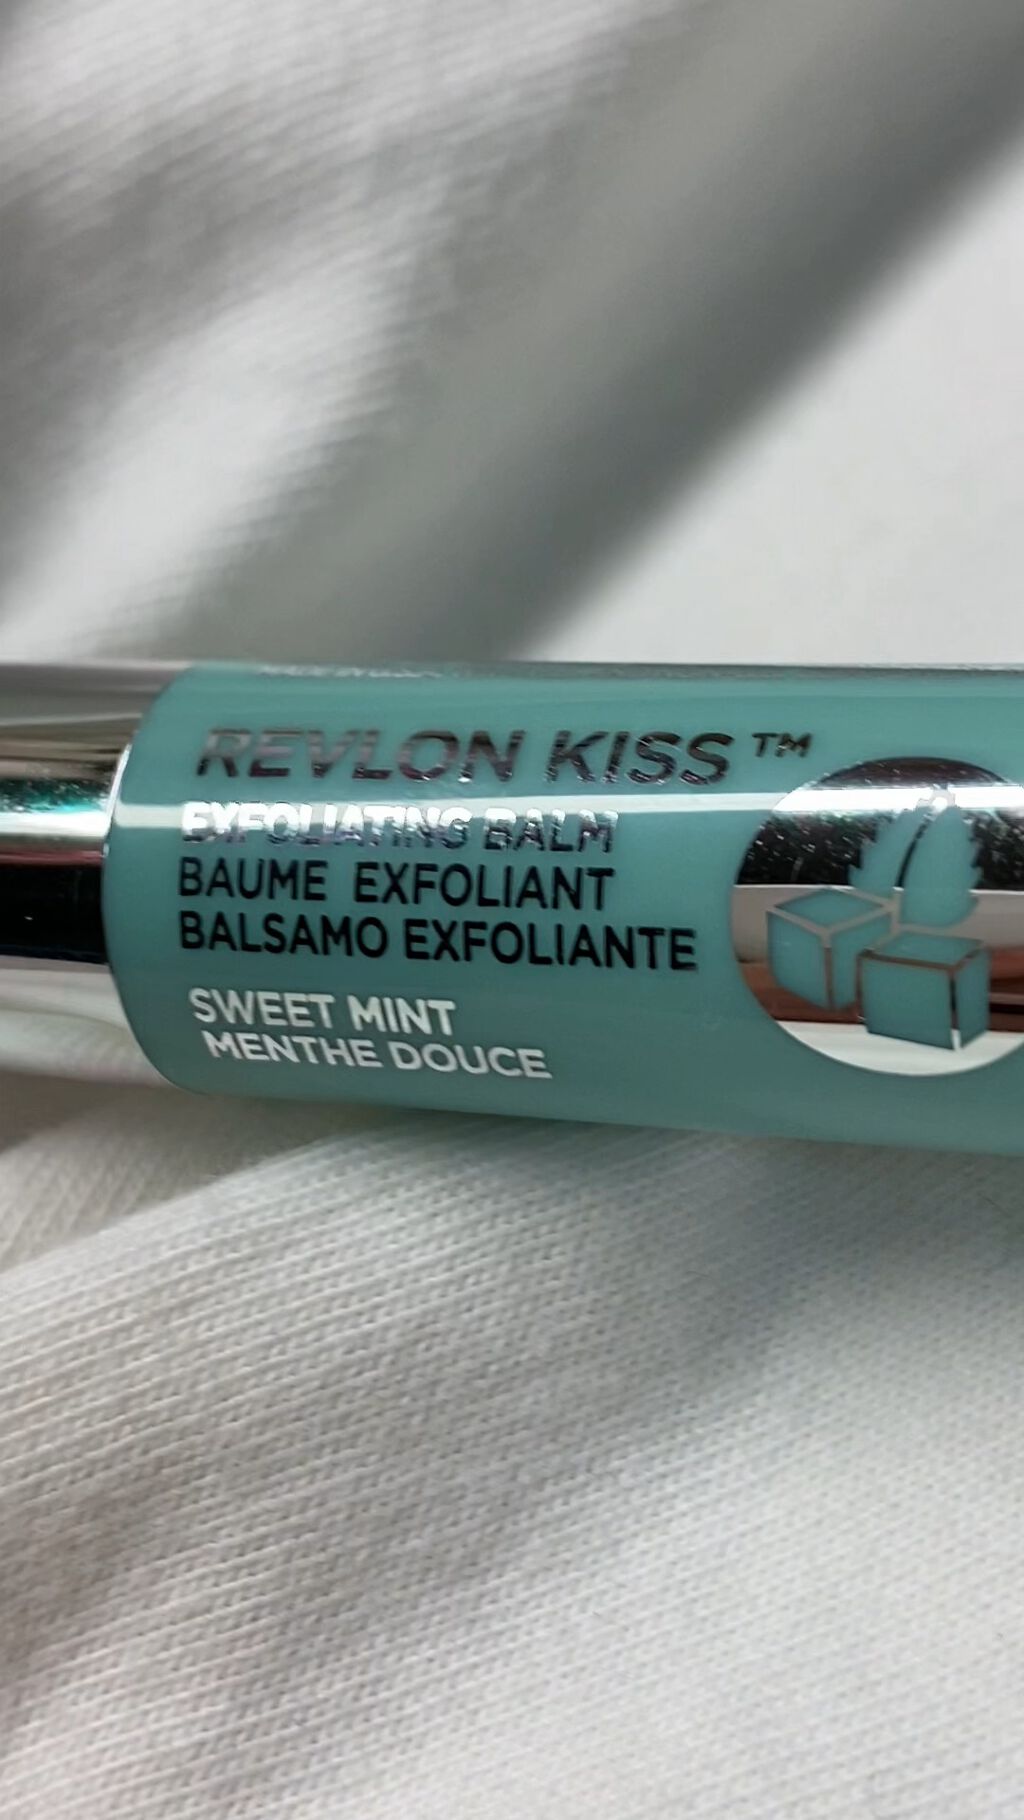 REVLON KISS™
EXFOLIATING BALM
BAUME EXFOLIANT
BALSAMO EXFOLIANTE
SWEET MINT
MENTHE DOUCE